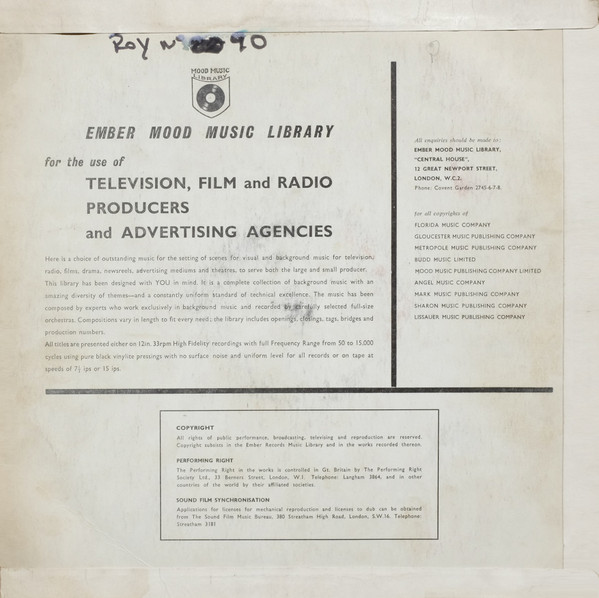 Roy No 90
MOOD MUSIC
LIBRARY
EMBER MOOD MUSIC LIBRARY
for the use of
TELEVISION, FILM and RADIO
PRODUCERS
and ADVERTISING AGENCIES
Here is a choice of outstanding music for the setting of scenes for visual and background music for television,
radio, films, drama, newsreels, advertising mediums and theatres, to serve both the large and small producer.
This library has been designed with YOU in mind. It is a complete collection of background music with an
amazing diversity of themes—and a constantly uniform standard of technical excellence. The music has been
composed by experts who work exclusively in background music and recorded by carefully selected full-size
orchestras. Compositions vary in length to fit every need; the library includes openings, closings, tags, bridges and
production numbers.
All titles are presented either on 12in. 33rpm High Fidelity recordings with full Frequency Range from 50 to 15,000
cycles using pure black vinylite pressings with no surface noise and uniform level for all records or on tape at
speeds of 7½ ips or 15 ips.
All enquiries should be made to:
EMBER MOOD MUSIC LIBRARY,
"CENTRAL HOUSE",
12 GREAT NEWPORT STREET,
LONDON, W.C.2.
Phone: Covent Garden 2745-6-7-8.
for all copyrights of
FLORIDA MUSIC COMPANY
GLOUCESTER MUSIC PUBLISHING COMPANY
METROPOLE MUSIC PUBLISHING COMPANY
BUDD MUSIC LIMITED
MOOD MUSIC PUBLISHING COMPANY LIMITED
ANGEL MUSIC COMPANY
MARK MUSIC PUBLISHING COMPANY
SHARON MUSIC PUBLISHING COMPANY
LISSAUER MUSIC PUBLISHING COMPANY
COPYRIGHT
All rights of public performance, broadcasting, televising and reproduction are reserved.
Copyright subsists in the Ember Records Music Library and in the works recorded thereon.
PERFORMING RIGHT
The Performing Right in the works is controlled in Gt. Britain by The Performing Right
Society Ltd., 33 Berners Street, London, W.1. Telephone: Langham 3864, and in other
countries of the world by their affiliated societies.
SOUND FILM SYNCHRONISATION
Applications for licenses for mechanical reproduction and licenses to dub can be obtained
from The Sound Film Music Bureau, 380 Streatham High Road, London, S.W.16. Telephone:
Streatham 3183